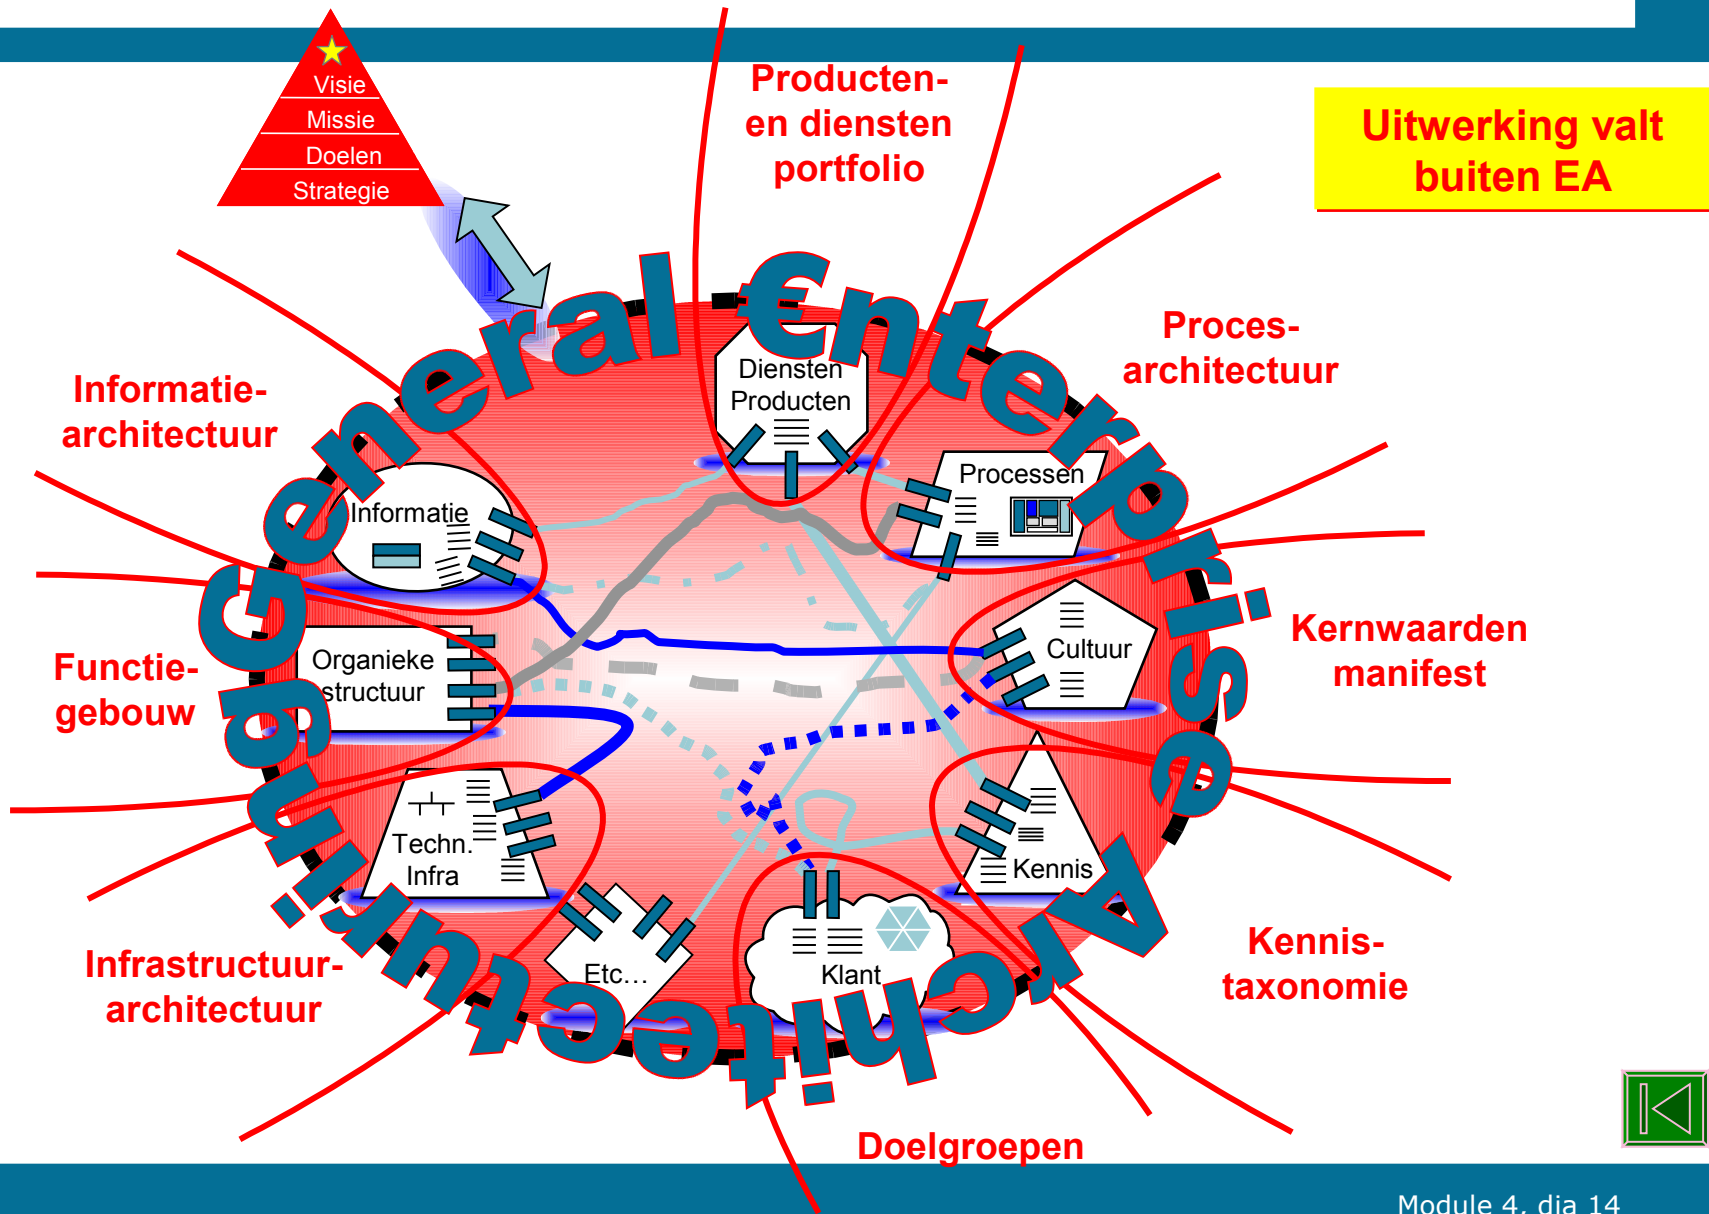 Visie
Missie
Doelen
Strategie
Producten-
en diensten
portfolio
Uitwerking valt
buiten EA
General €nterprise Architecturing
Proces-
architectuur
Informatie-
architectuur
Diensten
Producten
Processen
Informatie
Kernwaarden
manifest
Cultuur
Functie-
gebouw
Organieke
structuur
Techn.
Infra
Kennis
Etc...
Klant
Infrastructuur-
architectuur
Kennis-
taxonomie
Doelgroepen
Module 4, dia 14